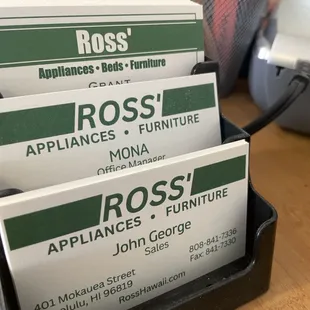 Ross'
Appliances • Beds • Furniture
GRANT
ROSS'
APPLIANCES • FURNITURE
MONA
Office Manager
ROSS'
APPLIANCES • FURNITURE
John George
Sales
808-841-7336
Fax: 841-7330
401 Mokauea Street
HI 96819
RossHawaii.com